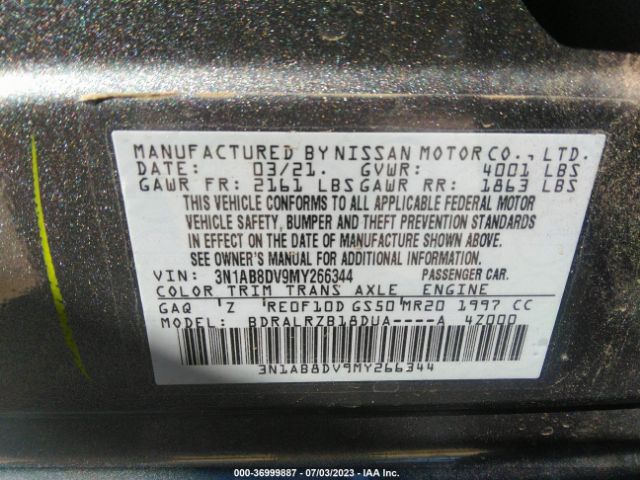 MANUFACTURED BY NISSAN MOTOR CO., LTD.
DATE: 03/21. GVWR: 4001 LBS
GAWR FR: 2161 LBS GAWR RR: 1863 LBS
THIS VEHICLE CONFORMS TO ALL APPLICABLE FEDERAL MOTOR
VEHICLE SAFETY, BUMPER AND THEFT PREVENTION STANDARDS
IN EFFECT ON THE DATE OF MANUFACTURE SHOWN ABOVE.
SEE OWNER'S MANUAL FOR ADDITIONAL INFORMATION.
VIN: 3N1AB8DV9MY266344 PASSENGER CAR.
COLOR TRIM TRANS AXLE ENGINE
GAQ 'Z 'RE0F10D GS50'MR20 1997 CC
MODEL: BDRALRZB18DUA----A 4Z000
3N1AB8DV9MY266344
000-36999887 - 07/03/2023 - IAA Inc.